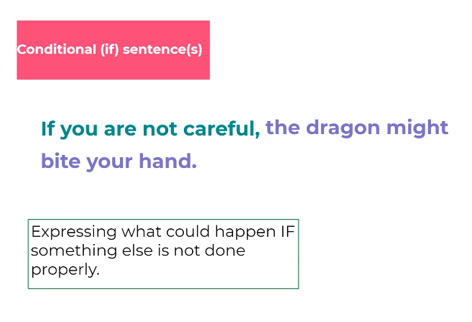 Conditional (if) sentence(s)
If you are not careful, the dragon might
bite your hand.
Expressing what could happen IF
something else is not done
properly.